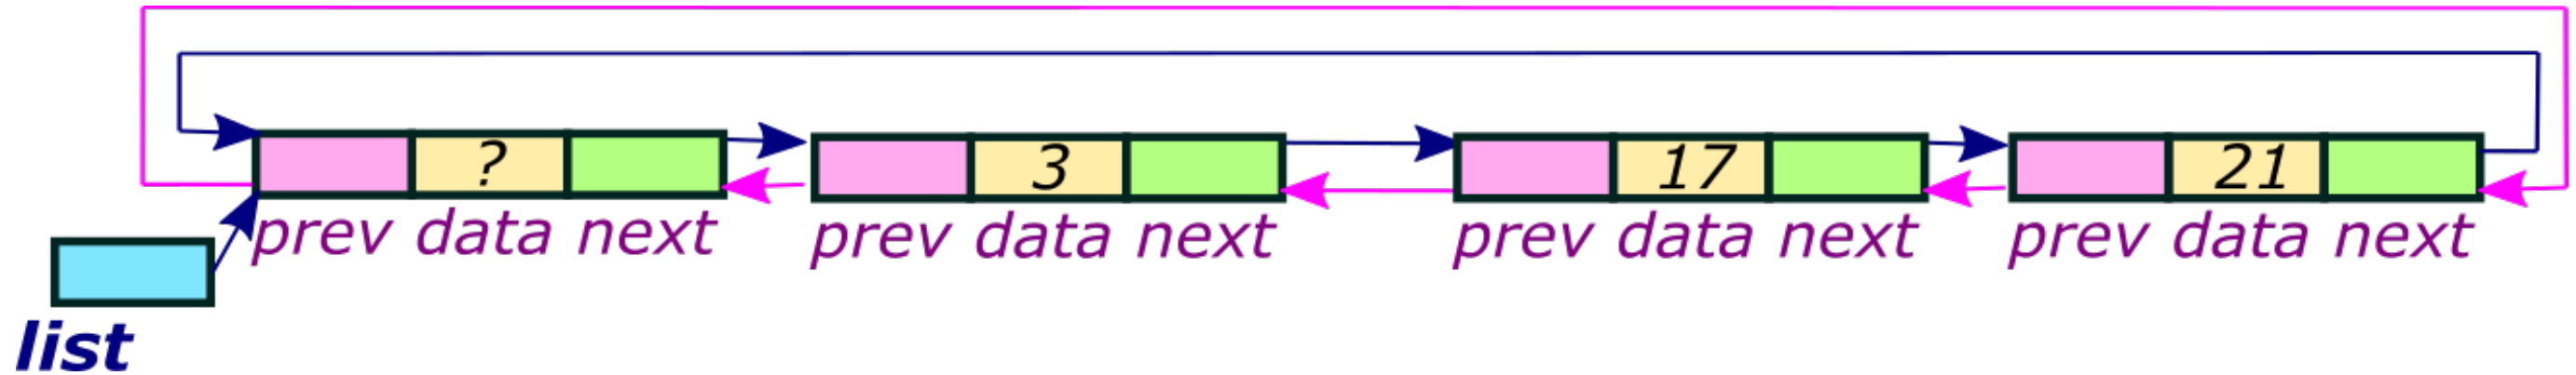 ? 3 17 21
prev data next prev data next prev data next prev data next
list